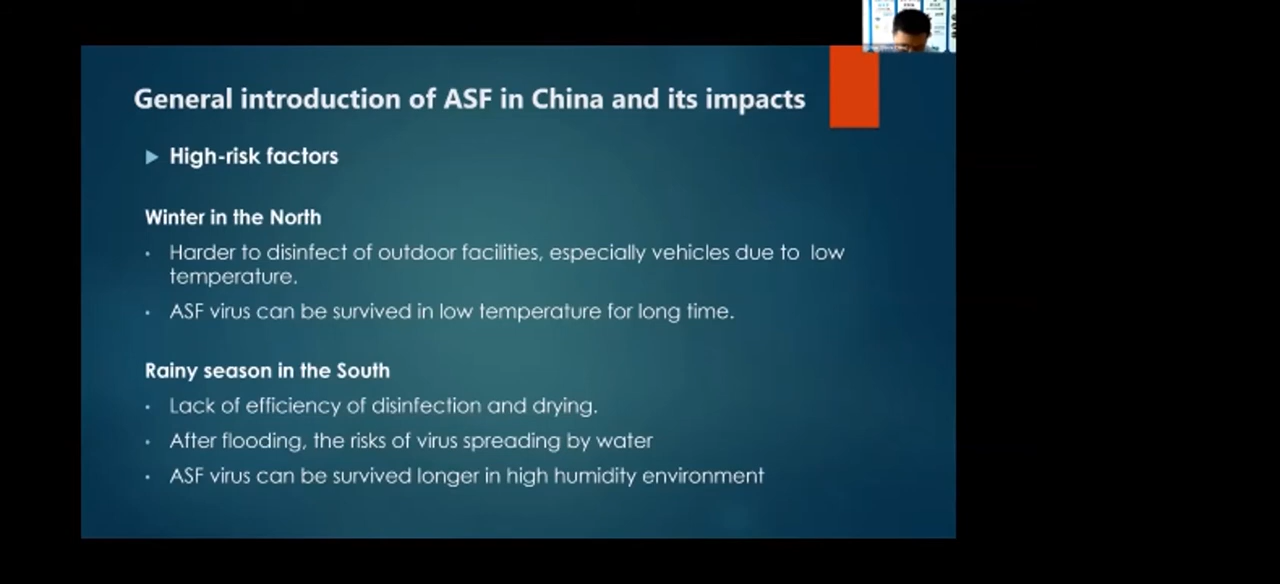 General introduction of ASF in China and its impacts
High-risk factors
Winter in the North
Harder to disinfect of outdoor facilities, especially vehicles due to low
temperature.
ASF virus can be survived in low temperature for long time.
Rainy season in the South
Lack of efficiency of disinfection and drying.
After flooding, the risks of virus spreading by water
ASF virus can be survived longer in high humidity environment